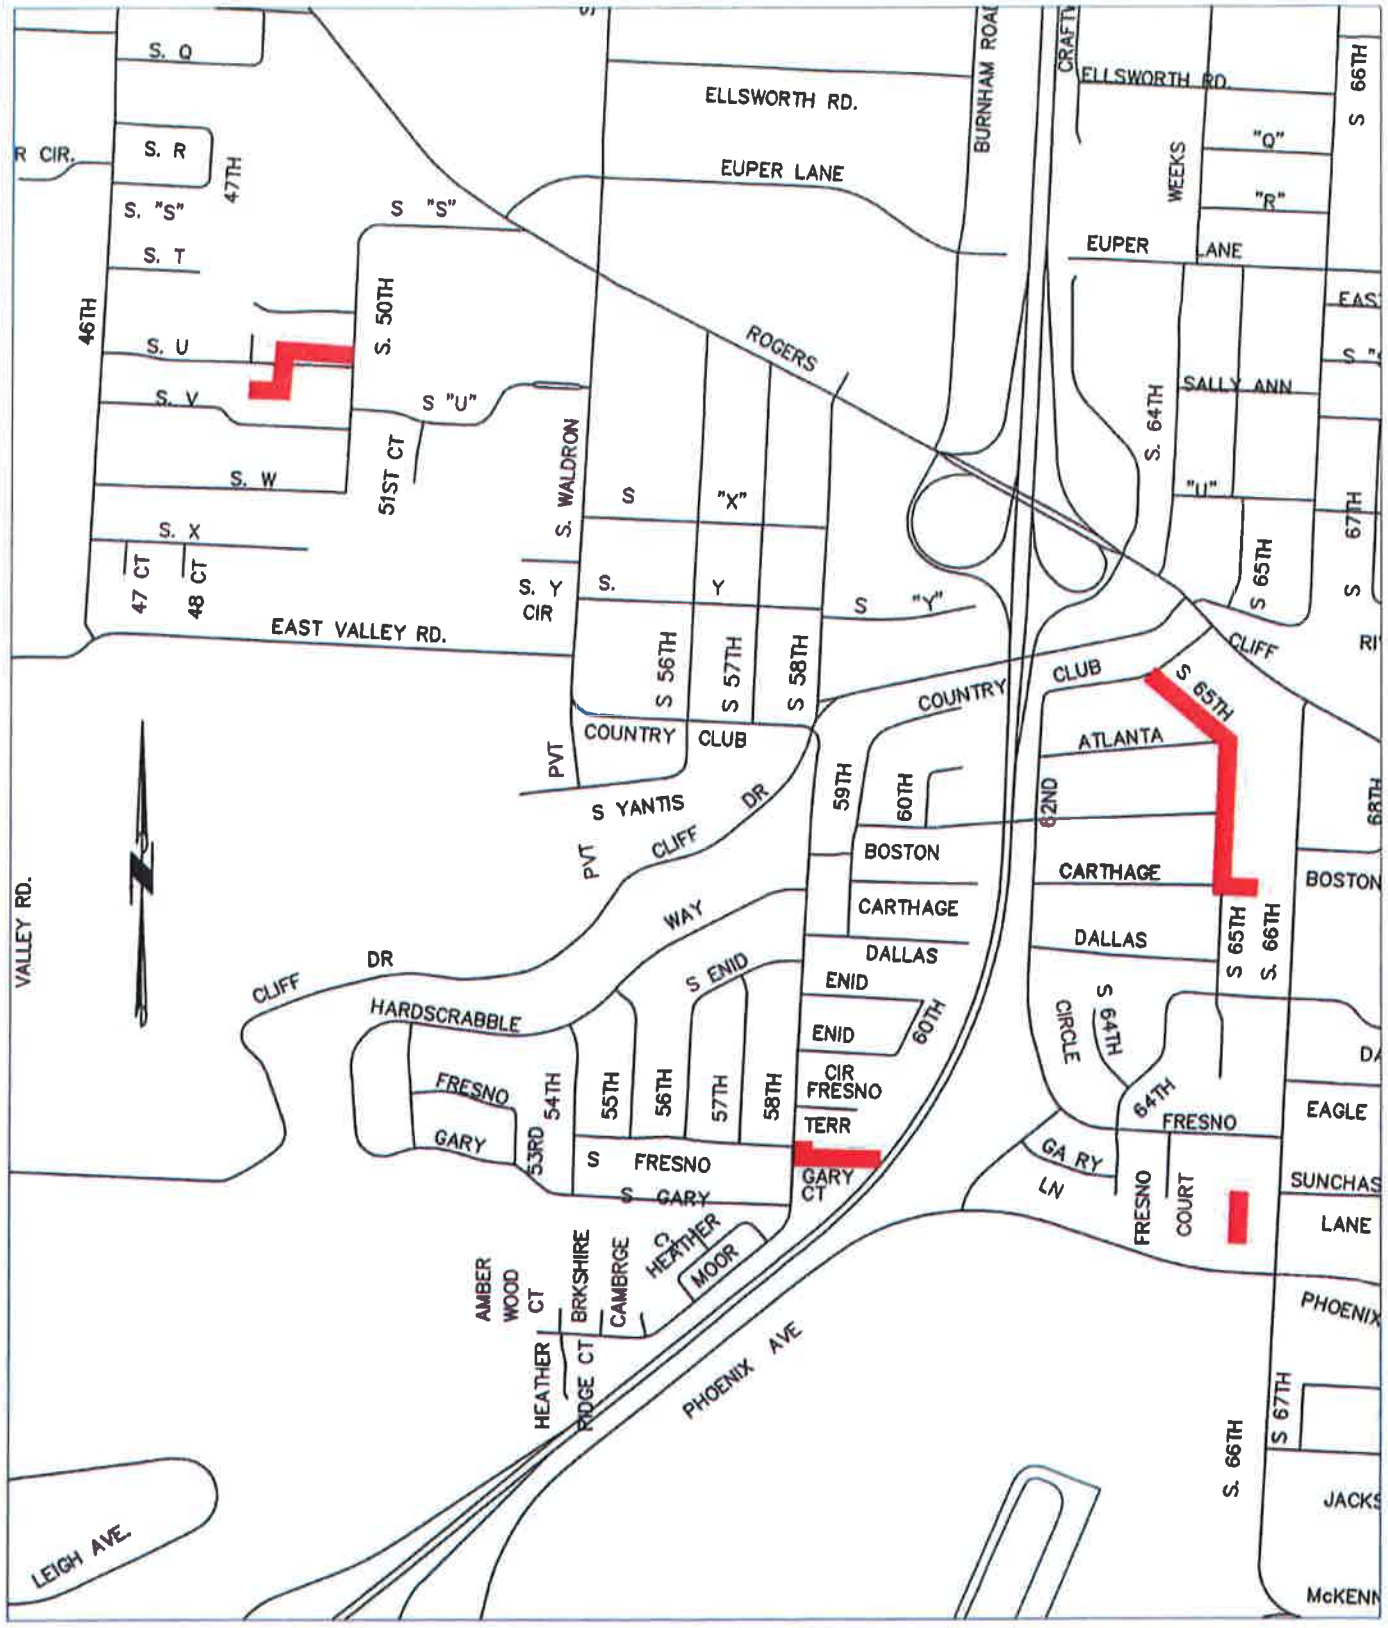 S. Q
ELLSWORTH RD.
BURNHAM
ELLSWORTH RD.
S 66TH
R CIR.
S. R
47TH
EUPER LANE
WEEKS
"Q"
"R"
S. "S"
S "S"
EUPER LANE
S. T
46TH
S. 50TH
S. U
ROGERS
SALLY ANN
S. V
S "U"
S. 64TH
51ST CT
S. WALDRON
S. W
S "X"
"U"
S 67TH
S. X
47 CT
48 CT
S. Y
CIR
S. Y
S "Y"
S 65TH
EAST VALLEY RD.
S 56TH
S 57TH
S 58TH
CLIFF
COUNTRY CLUB
S 65TH
COUNTRY CLUB
ATLANTA
PVT
S YANTIS
DR
59TH
60TH
62ND
68TH
PVT
CLIFF
BOSTON
CARTHAGE
BOSTON
VALLEY RD.
WAY
CARTHAGE
S 65TH
S. 66TH
DALLAS
DALLAS
CLIFF DR
S ENID
ENID
HARDSCRABBLE
ENID
CIR
60TH
CIRCLE
S 64TH
FRESNO
54TH
55TH
56TH
57TH
58TH
FRESNO
TERR
64TH
FRESNO
EAGLE
GARY
53RD
S FRESNO
GARY
CT
GA RY
LN
FRESNO
COURT
S GARY
LANE
HEATHER
MOOR
AMBER
WOOD
CT
BRKSHIRE
CAMBRGE
PHOENIX
HEATHER
RIDGE CT
PHOENIX AVE
S 67TH
S. 66TH
LEIGH AVE.